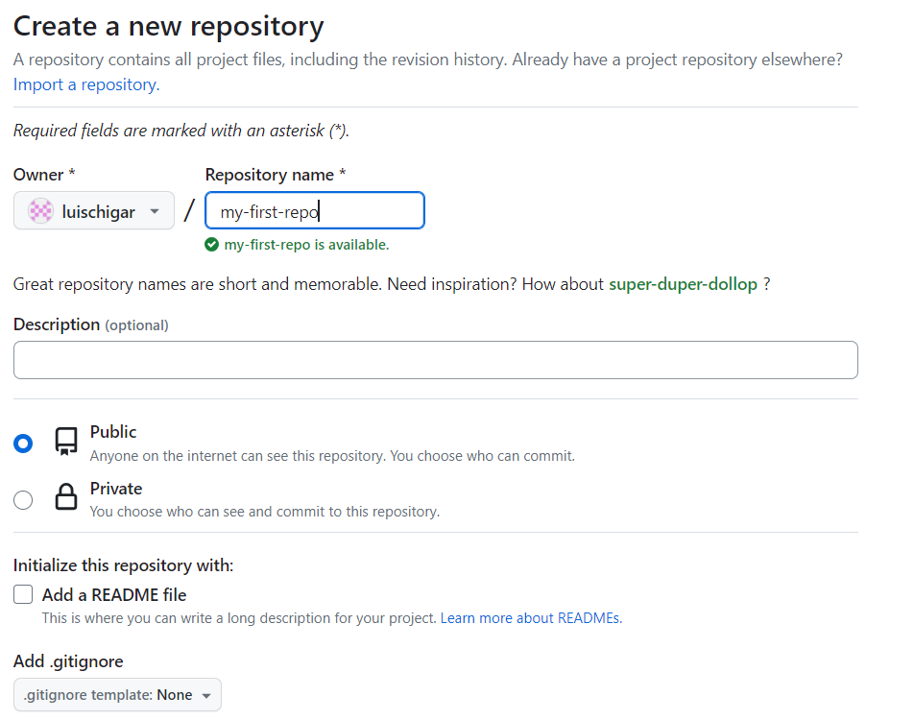 Create a new repository
A repository contains all project files, including the revision history. Already have a project repository elsewhere?
Import a repository.
Required fields are marked with an asterisk (*).
Owner * Repository name *
luischigar / my-first-repo
my-first-repo is available.
Great repository names are short and memorable. Need inspiration? How about super-duper-dollop ?
Description (optional)
Public
Anyone on the internet can see this repository. You choose who can commit.
Private
You choose who can see and commit to this repository.
Initialize this repository with:
Add a README file
This is where you can write a long description for your project. Learn more about READMEs.
Add .gitignore
.gitignore template: None